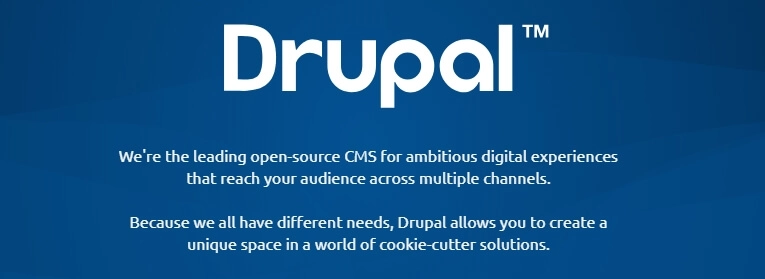 Drupal™
We're the leading open-source CMS for ambitious digital experiences
that reach your audience across multiple channels.
Because we all have different needs, Drupal allows you to create a
unique space in a world of cookie-cutter solutions.